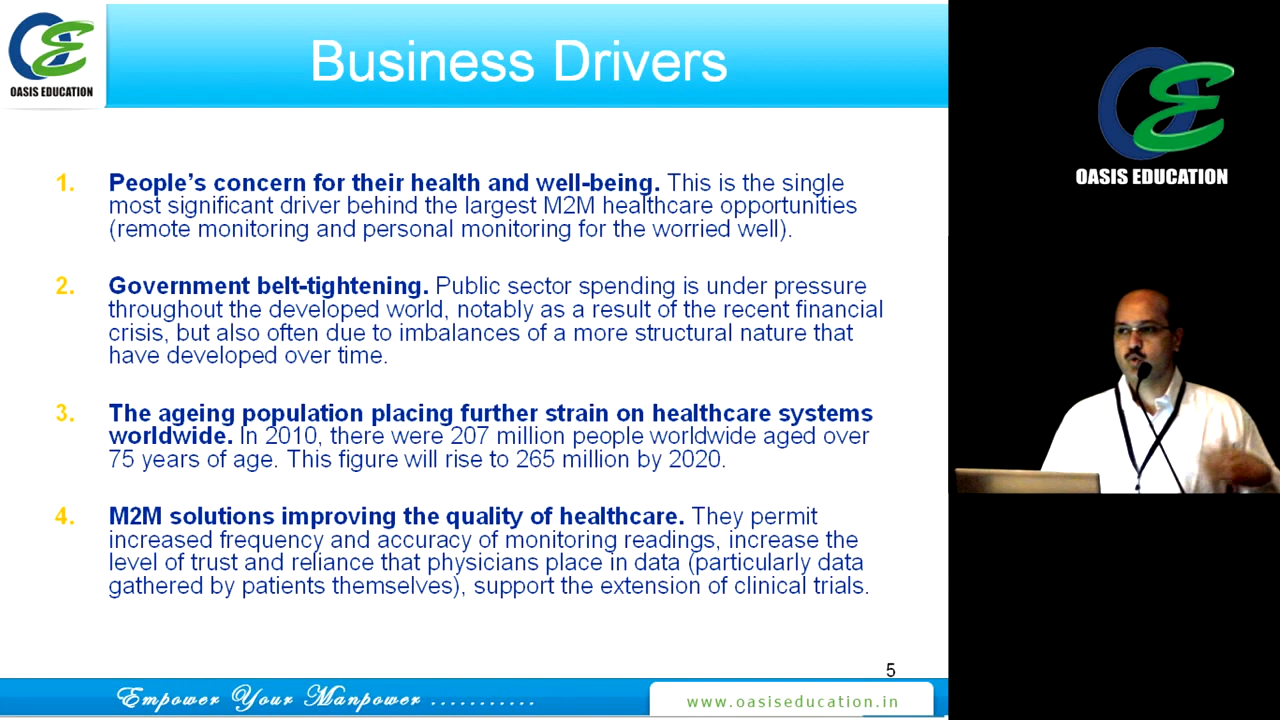 Business Drivers
OASIS EDUCATION
OASIS EDUCATION
1. People's concern for their health and well-being. This is the single
most significant driver behind the largest M2M healthcare opportunities
(remote monitoring and personal monitoring for the worried well).
2. Government belt-tightening. Public sector spending is under pressure
throughout the developed world, notably as a result of the recent financial
crisis, but also often due to imbalances of a more structural nature that
have developed over time.
3. The ageing population placing further strain on healthcare systems
worldwide. In 2010, there were 207 million people worldwide aged over
75 years of age. This figure will rise to 265 million by 2020.
4. M2M solutions improving the quality of healthcare. They permit
increased frequency and accuracy of monitoring readings, increase the
level of trust and reliance that physicians place in data (particularly data
gathered by patients themselves), support the extension of clinical trials.
5
Empower Your Manpower ...........
www.oasiseducation.in